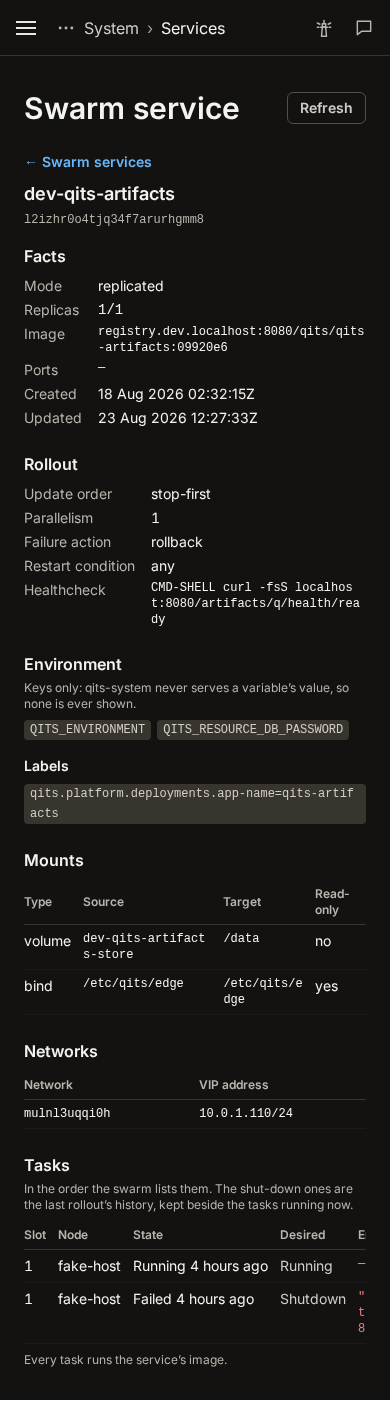 System › Services
Swarm service
Refresh
← Swarm services
dev-qits-artifacts
l2izhr0o4tjq34f7arurhgmm8
Facts
Mode replicated
Replicas 1/1
Image registry.dev.localhost:8080/qits/qits
-artifacts:09920e6
Ports —
Created 18 Aug 2026 02:32:15Z
Updated 23 Aug 2026 12:27:33Z
Rollout
Update order stop-first
Parallelism 1
Failure action rollback
Restart condition any
Healthcheck CMD-SHELL curl -fsS localhos
t:8080/artifacts/q/health/rea
dy
Environment
Keys only: qits-system never serves a variable’s value, so
none is ever shown.
QITS_ENVIRONMENT QITS_RESOURCE_DB_PASSWORD
Labels
qits.platform.deployments.app-name=qits-artif
acts
Mounts
Type Source Target Read-
only
volume dev-qits-artifact
s-store /data no
bind /etc/qits/edge /etc/qits/e
dge yes
Networks
Network VIP address
mulnl3uqqi0h 10.0.1.110/24
Tasks
In the order the swarm lists them. The shut-down ones are
the last rollout’s history, kept beside the tasks running now.
Slot Node State Desired
1 fake-host Running 4 hours ago Running —
1 fake-host Failed 4 hours ago Shutdown "
t
8
Every task runs the service’s image.